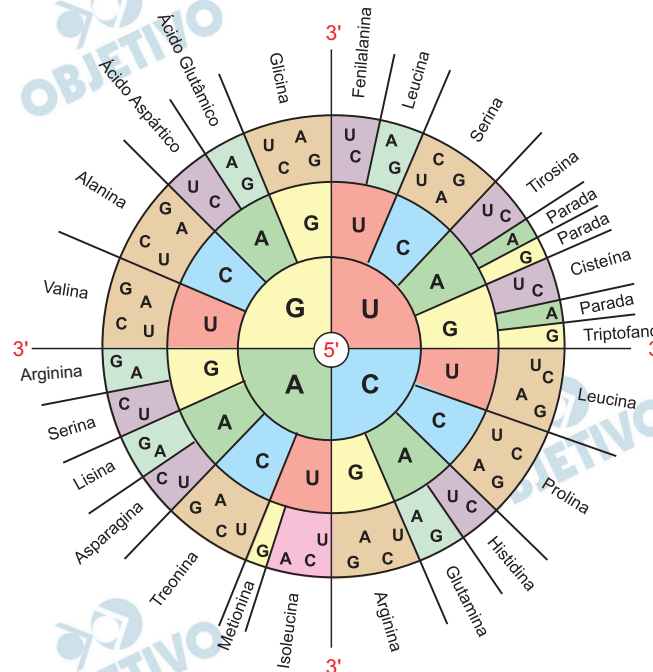 OBJETIVO
3'
Fenilalanina
Leucina
Serina
Tirosina
Parada
Parada
Cisteína
Parada
Triptofano
Leucina
Prolina
Histidina
Glutamina
Arginina
Isoleucina
Metionina
Treonina
Asparagina
Lisina
Serina
Arginina
Valina
Alanina
Ácido Aspártico
Ácido Glutâmico
Glicina
3'
5'
3'
3'
G U
A C
G U C A G U C A G U C A G U C A
U C
A G
C U G A
U C
A
G
U C
A
G
U C A G
U C A G
U C
A G
U A C G
U C A
G
G A C U
C U
G A
C U
G A
G A C U
G A C U
U C
A G
U A C G
OBJETIVO
OBJETIVO